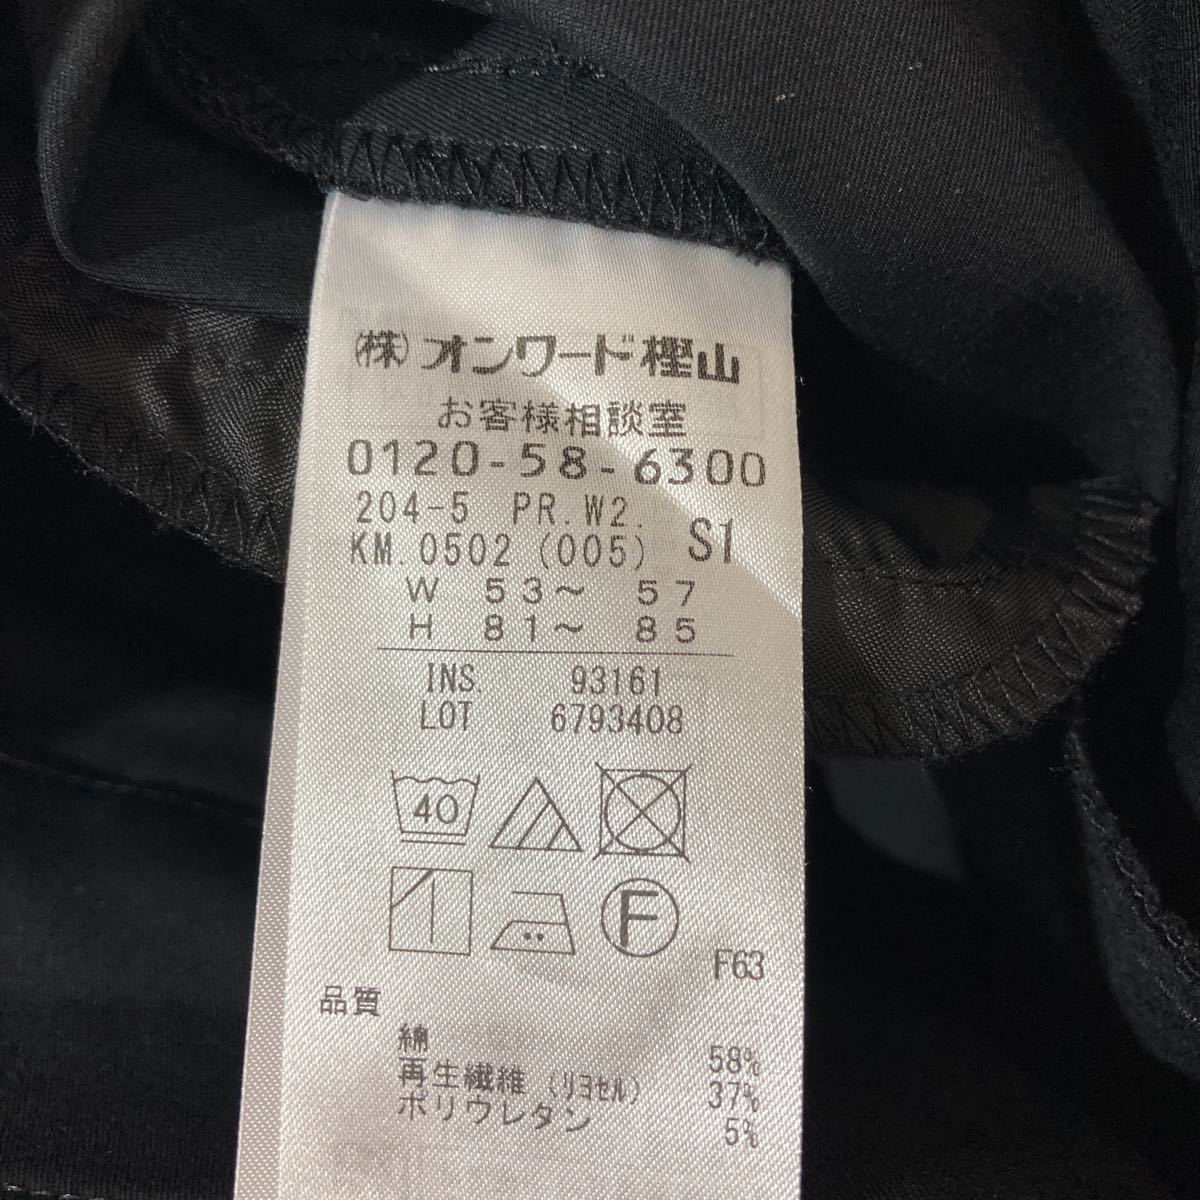 ㈱オンワード樫山
お客様相談室
0120-58-6300
204-5 PR.W2.
KM.0502 (005) S1
W 53～ 57
H 81～ 85
INS. 93161
LOT 6793408
40
F
F63
品質
綿 58%
再生繊維 (リヨセル) 37%
ポリウレタン 5%